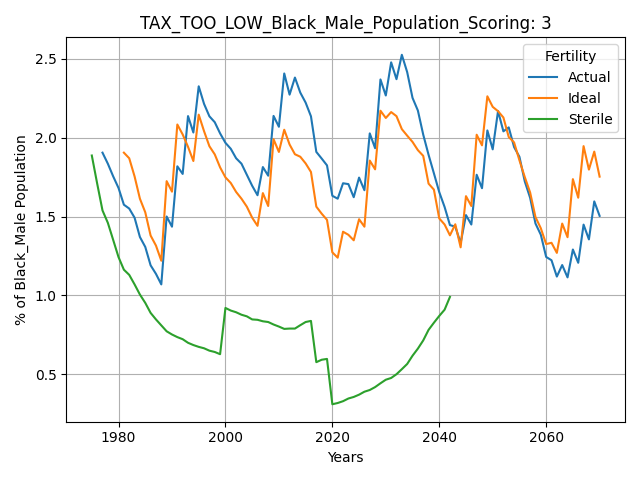 TAX_TOO_LOW_Black_Male_Population_Scoring: 3
Fertility
Actual
Ideal
Sterile
% of Black_Male Population
2.5
2.0
1.5
1.0
0.5
1980 2000 2020 2040 2060
Years